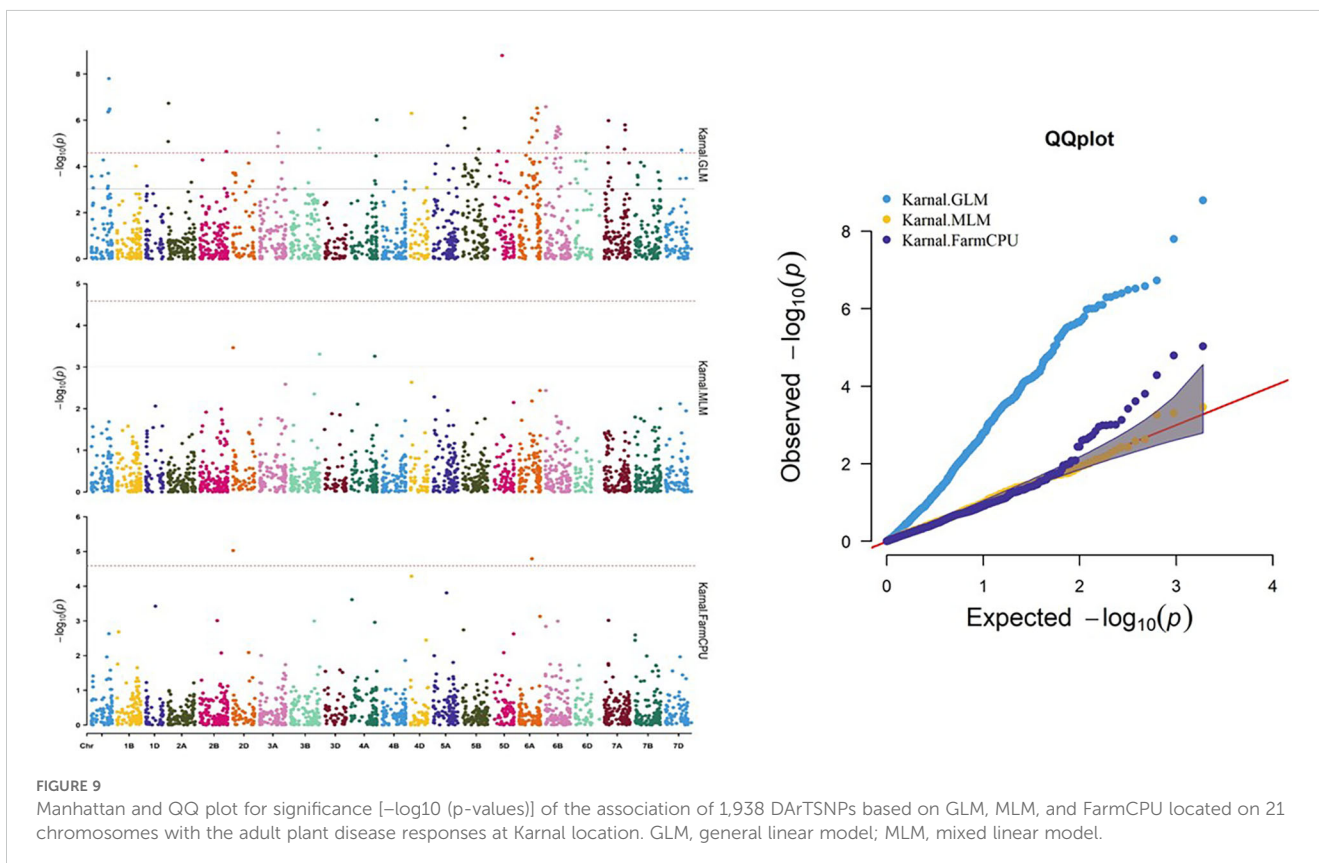 8
6
4
2
0
−log10(p)
Karnal.GLM
5
4
3
2
1
0
−log10(p)
Karnal.MLM
6
5
4
3
2
1
0
−log10(p)
Karnal.FarmCPU
Chr 1B 1D 2A 2B 2D 3A 3B 3D 4A 4B 4D 5A 5B 5D 6A 6B 6D 7A 7B 7D
QQplot
Karnal.GLM
Karnal.MLM
Karnal.FarmCPU
8
6
4
2
0
Observed −log10(p)
0 1 2 3 4
Expected −log10(p)
FIGURE 9
Manhattan and QQ plot for significance [−log10 (p-values)] of the association of 1,938 DArTSNPs based on GLM, MLM, and FarmCPU located on 21
chromosomes with the adult plant disease responses at Karnal location. GLM, general linear model; MLM, mixed linear model.